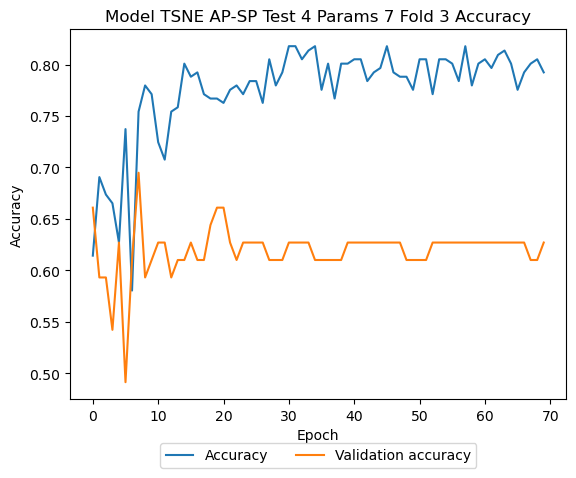 Model TSNE AP-SP Test 4 Params 7 Fold 3 Accuracy
0.80
0.75
0.70
0.65
0.60
0.55
0.50
Accuracy
0 10 20 30 40 50 60 70
Epoch
Accuracy Validation accuracy